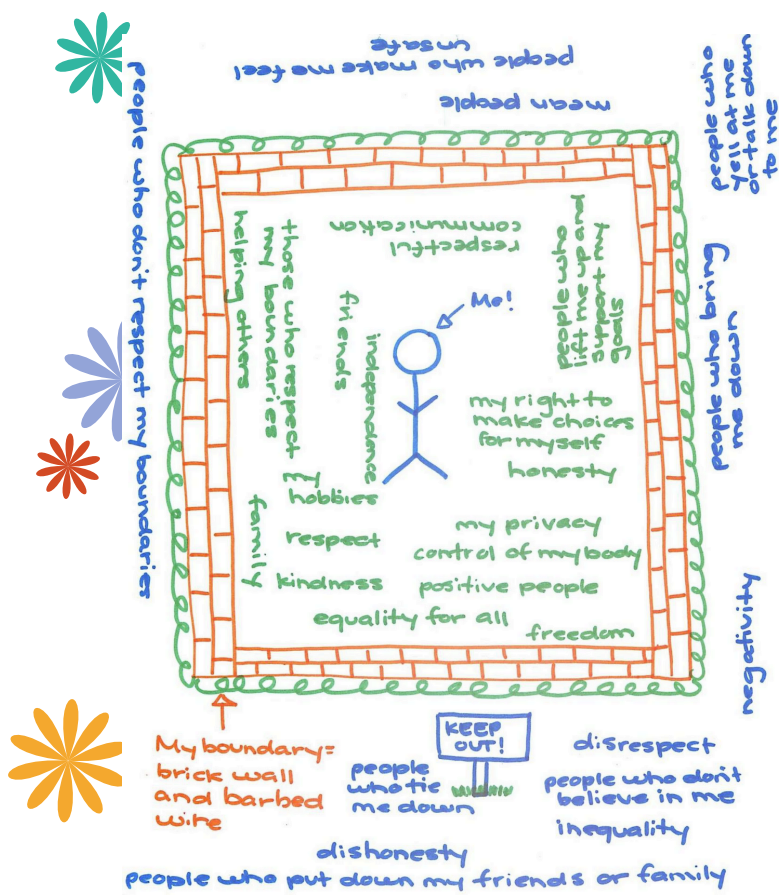 people who make me feel
unsafe
mean people
people who
yell at me
or talk down
to me
people who don't respect my boundaries
people who bring
me down
negativity
respectful
communication
people who
lift me up and
support my
goals
those who respect
my boundaries
helping others
friends
independence
Me!
my right to
make choices
for myself
honesty
my
hobbies
family
respect
my privacy
control of my body
kindness
positive people
equality for all
freedom
My boundary=
brick wall
and barbed
wire
KEEP
OUT!
people
who tie
me down
disrespect
people who don't
believe in me
inequality
dishonesty
people who put down my friends or family